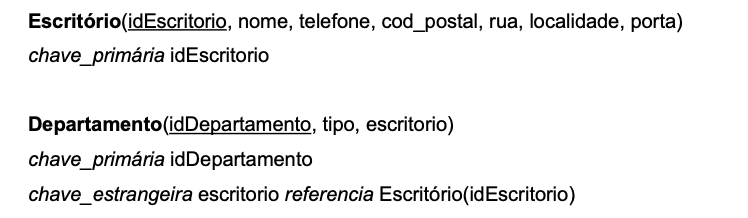 Escritório(idEscritorio, nome, telefone, cod_postal, rua, localidade, porta)
chave_primária idEscritorio
Departamento(idDepartamento, tipo, escritorio)
chave_primária idDepartamento
chave_estrangeira escritorio referencia Escritório(idEscritorio)